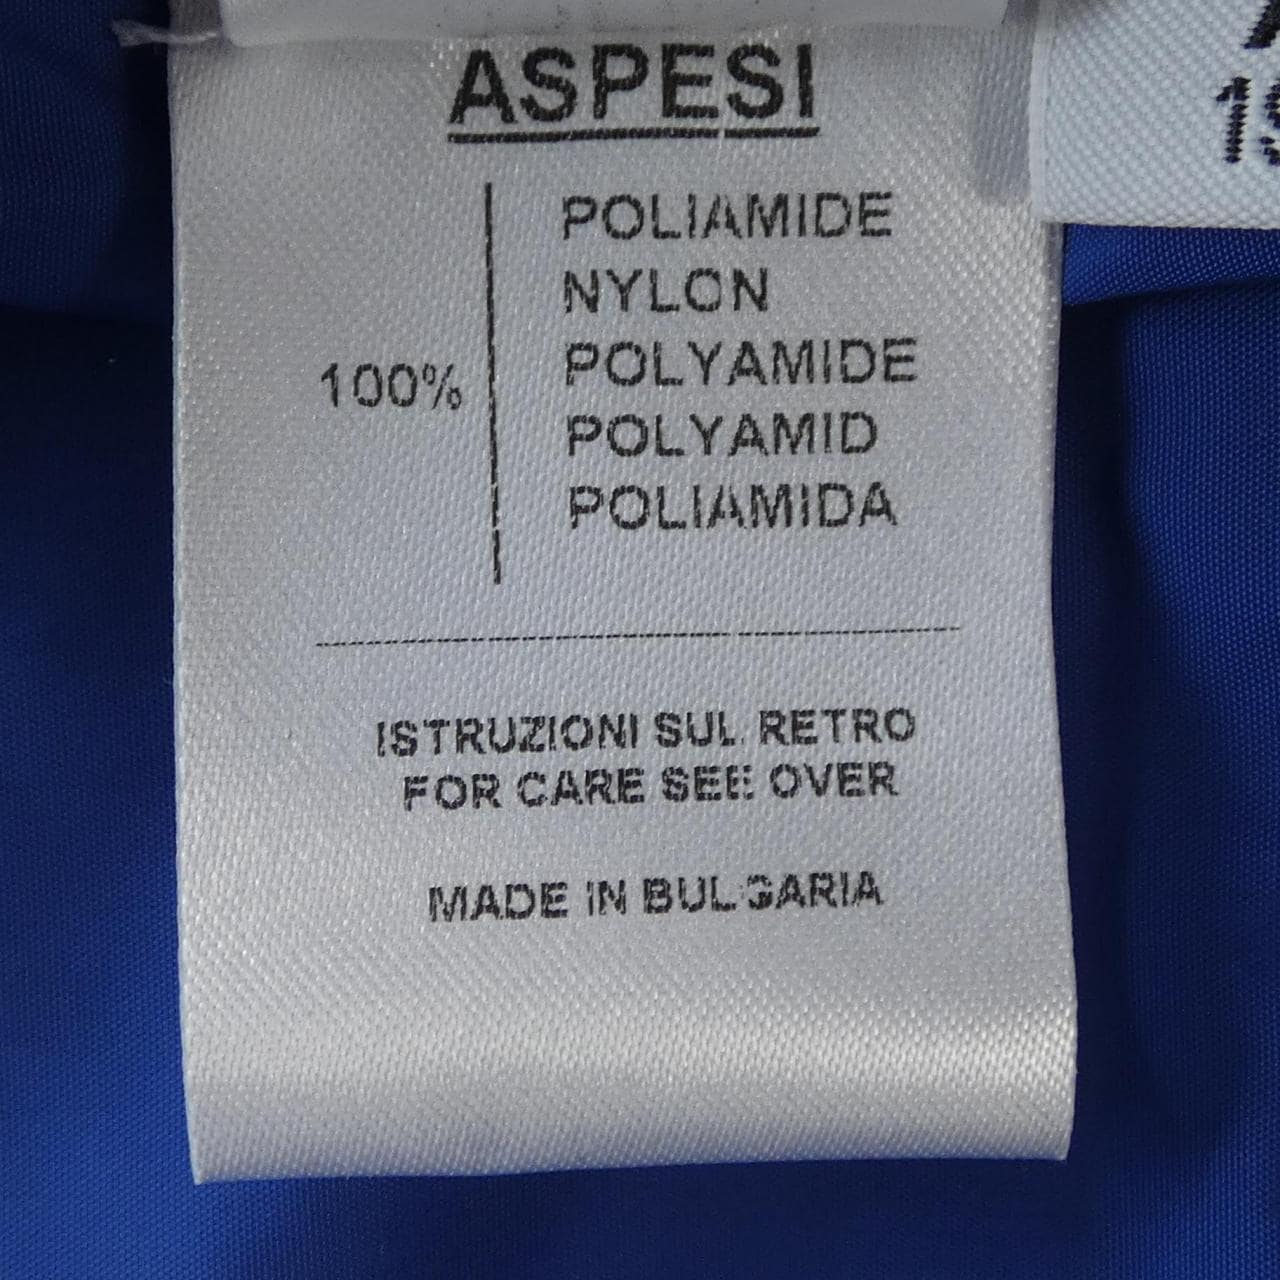 ASPESI
100%
POLIAMIDE
NYLON
POLYAMIDE
POLYAMID
POLIAMIDA
ISTRUZIONI SUL RETRO
FOR CARE SEE OVER
MADE IN BULGARIA